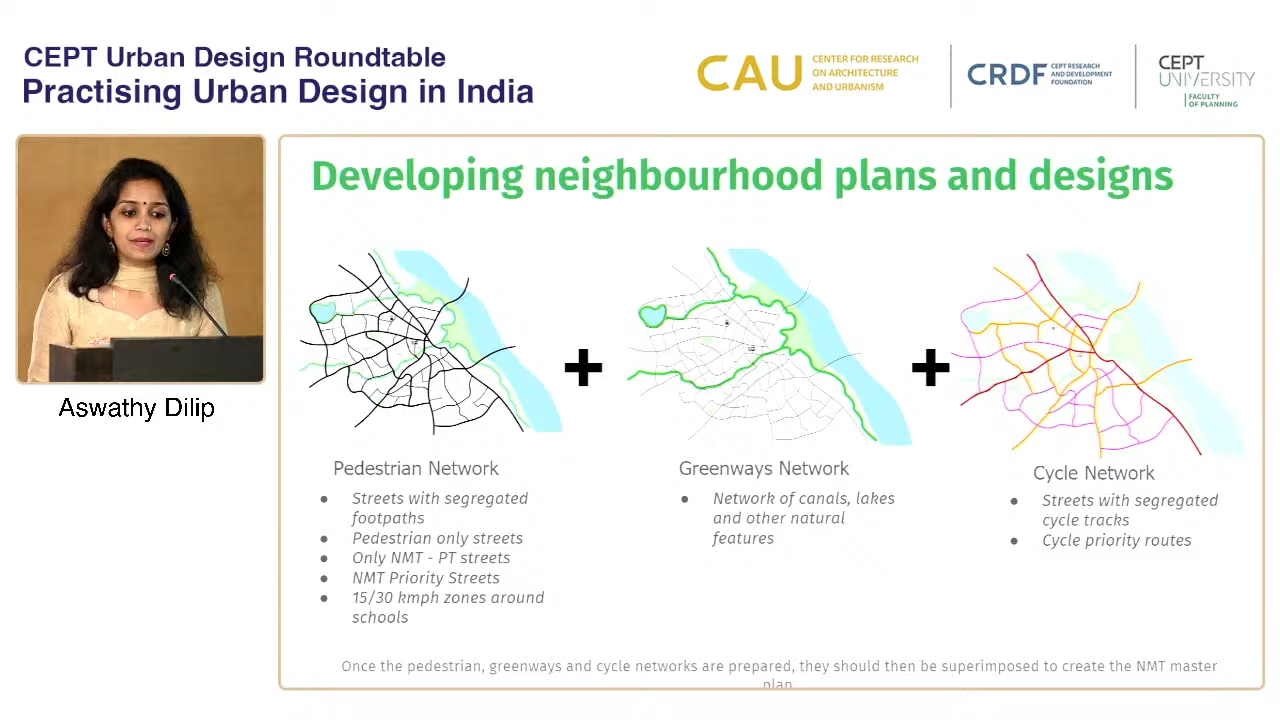 CEPT Urban Design Roundtable
Practising Urban Design in India
CAU
CENTER FOR RESEARCH
ON ARCHITECTURE
AND URBANISM
CRDF
CEPT RESEARCH
AND DEVELOPMENT
FOUNDATION
CEPT
UNIVERSITY
FACULTY
OF PLANNING
Aswathy Dilip
Developing neighbourhood plans and designs
+
+
Pedestrian Network
● Streets with segregated
footpaths
● Pedestrian only streets
● Only NMT - PT streets
● NMT Priority Streets
● 15/30 kmph zones around
schools
Greenways Network
● Network of canals, lakes
and other natural
features
Cycle Network
● Streets with segregated
cycle tracks
● Cycle priority routes
Once the pedestrian, greenways and cycle networks are prepared, they should then be superimposed to create the NMT master
plan